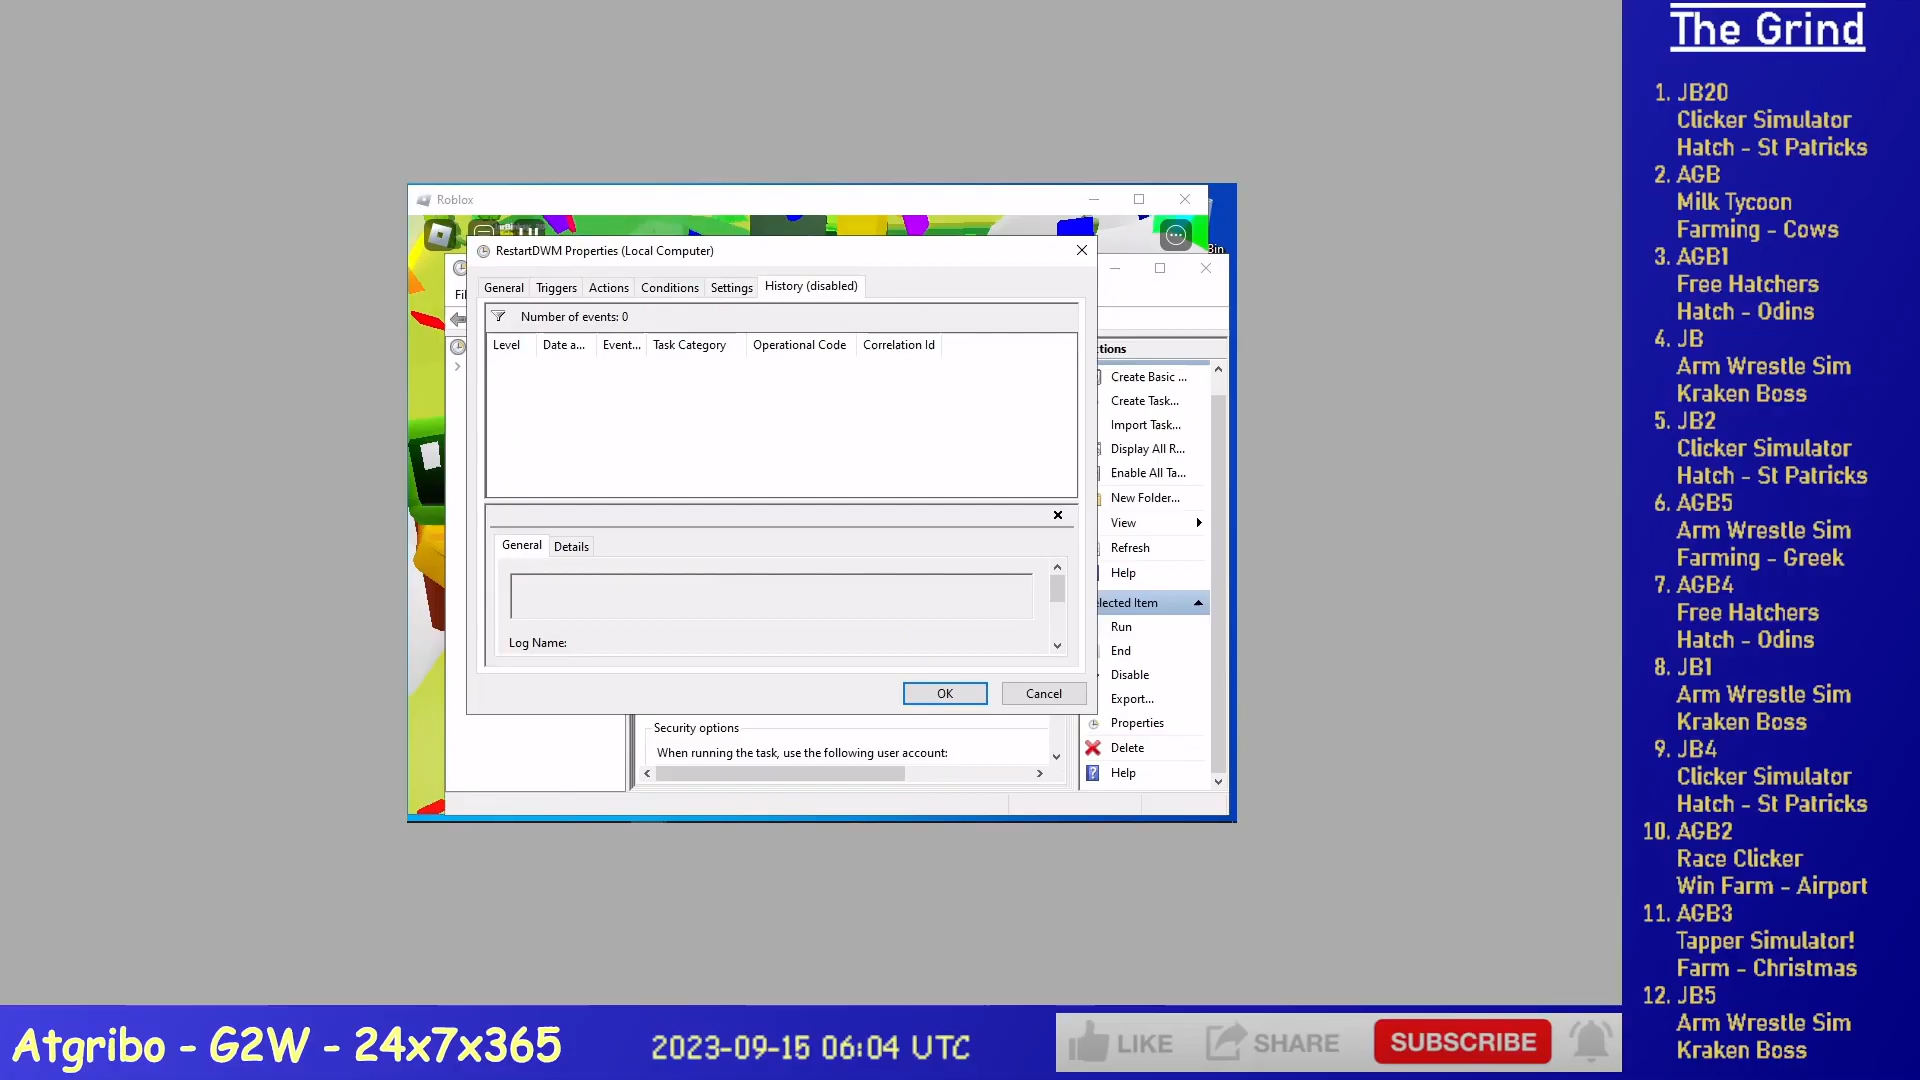 The Grind
1. JB20
Clicker Simulator
Hatch - St Patricks
2. AGB
Milk Tycoon
Farming - Cows
3. AGB1
Free Hatchers
Hatch - Odins
4. JB
Arm Wrestle Sim
Kraken Boss
5. JB2
Clicker Simulator
Hatch - St Patricks
6. AGB5
Arm Wrestle Sim
Farming - Greek
7. AGB4
Free Hatchers
Hatch - Odins
8. JB1
Arm Wrestle Sim
Kraken Boss
9. JB4
Clicker Simulator
Hatch - St Patricks
10. AGB2
Race Clicker
Win Farm - Airport
11. AGB3
Tapper Simulator!
Farm - Christmas
12. JB5
Arm Wrestle Sim
Kraken Boss
Roblox
Bin
RestartDWM Properties (Local Computer)
Fil
General Triggers Actions Conditions Settings History (disabled)
Number of events: 0
Level Date a... Event... Task Category Operational Code Correlation Id
General Details
Log Name:
OK Cancel
Security options
When running the task, use the following user account:
ctions
Create Basic ...
Create Task...
Import Task...
Display All R...
Enable All Ta...
New Folder...
View
Refresh
Help
elected Item
Run
End
Disable
Export...
Properties
Delete
Help
Atgribo - G2W - 24x7x365
2023-09-15 06:04 UTC
LIKE SHARE SUBSCRIBE